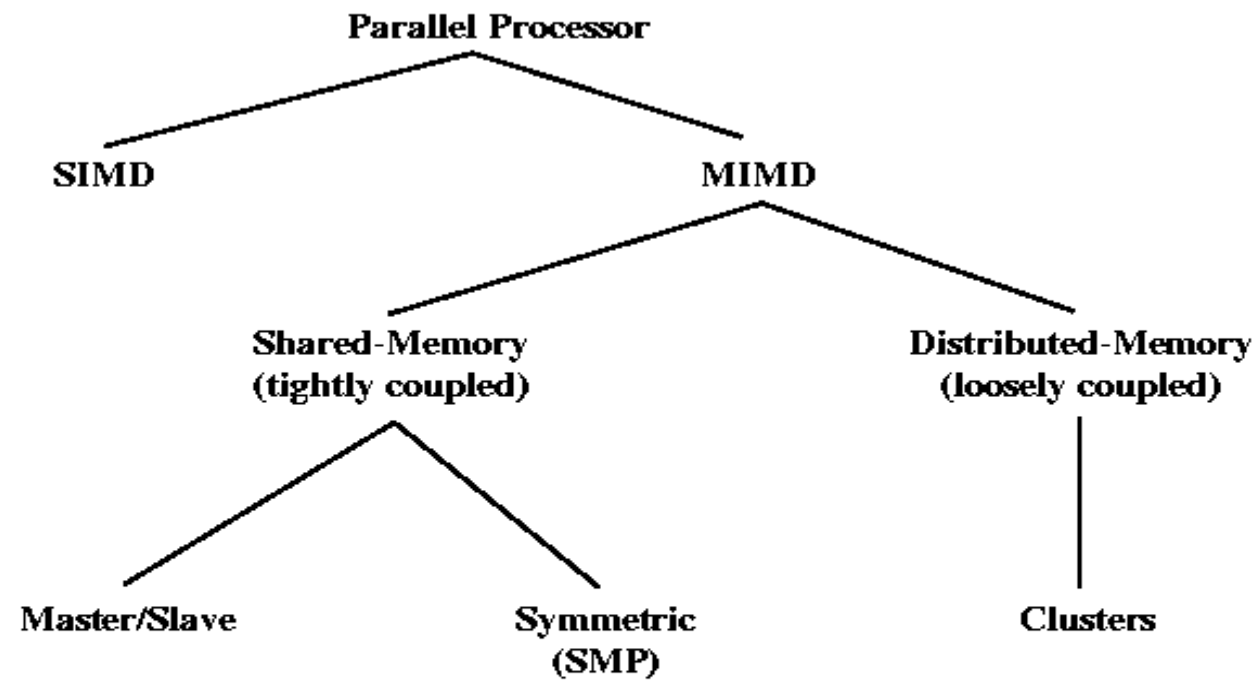 Parallel Processor
SIMD
MIMD
Shared-Memory
(tightly coupled)
Distributed-Memory
(loosely coupled)
Master/Slave
Symmetric
(SMP)
Clusters